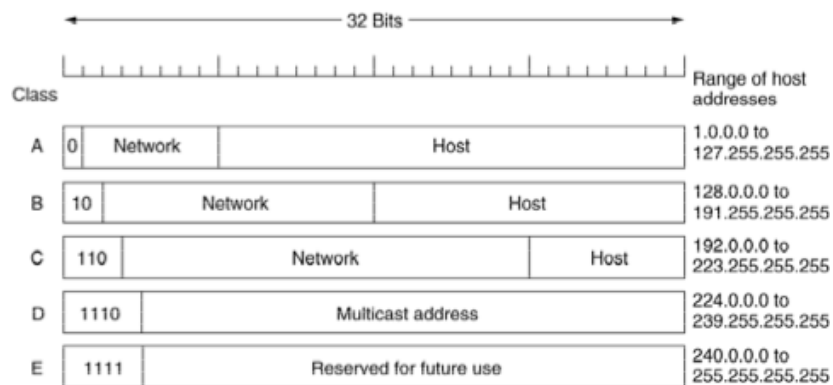 32 Bits
Range of host
addresses
Class
A 0 Network Host 1.0.0.0 to
127.255.255.255
B 10 Network Host 128.0.0.0 to
191.255.255.255
C 110 Network Host 192.0.0.0 to
223.255.255.255
D 1110 Multicast address 224.0.0.0 to
239.255.255.255
E 1111 Reserved for future use 240.0.0.0 to
255.255.255.255